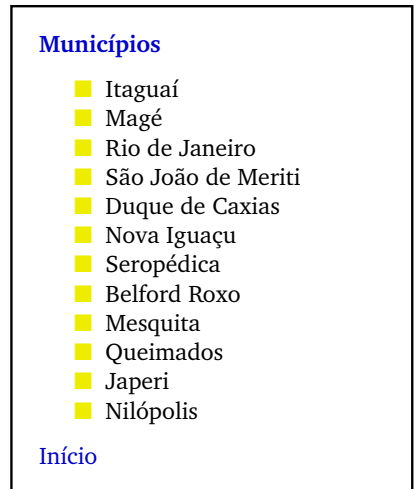 Municípios
Itaguaí
Magé
Rio de Janeiro
São João de Meriti
Duque de Caxias
Nova Iguaçu
Seropédica
Belford Roxo
Mesquita
Queimados
Japeri
Nilópolis
Início